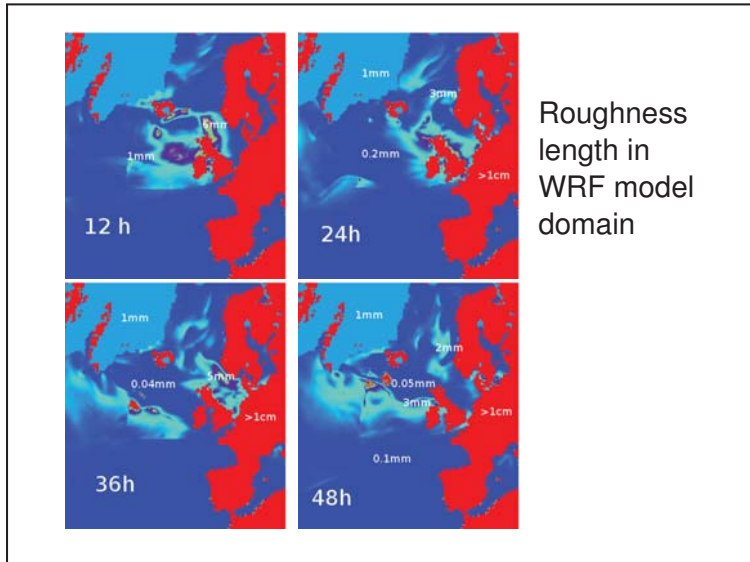 Roughness
length in
WRF model
domain
1mm
6mm
12 h
1mm
3mm
0.2mm
>1cm
24h
1mm
0.04mm
5mm
>1cm
36h
1mm
2mm
0.05mm
3mm
>1cm
0.1mm
48h